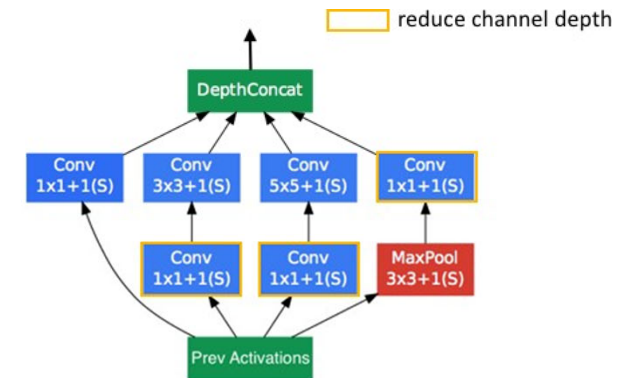 reduce channel depth
DepthConcat
Conv
1x1+1(S)
Conv
3x3+1(S)
Conv
5x5+1(S)
Conv
1x1+1(S)
Conv
1x1+1(S)
Conv
1x1+1(S)
MaxPool
3x3+1(S)
Prev Activations